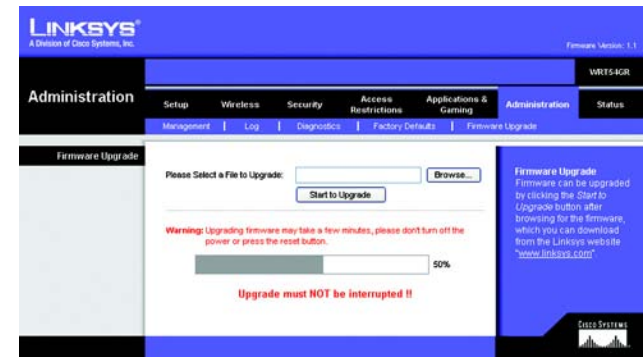 LINKSYS®
A Division of Cisco Systems, Inc.
Firmware Version: 1.1
WRT54GR
Administration
Setup
Wireless
Security
Access Restrictions
Applications & Gaming
Administration
Status
Management | Log | Diagnostics | Factory Defaults | Firmware Upgrade
Firmware Upgrade
Please Select a File to Upgrade:
Browse...
Start to Upgrade
Warning: Upgrading firmware may take a few minutes, please don't turn off the
power or press the reset button.
50%
Upgrade must NOT be interrupted !!
Firmware Upgrade
Firmware can be upgraded
by clicking the Start to
Upgrade button after
browsing for the firmware,
which you can download
from the Linksys website
"www.linksys.com".
CISCO SYSTEMS